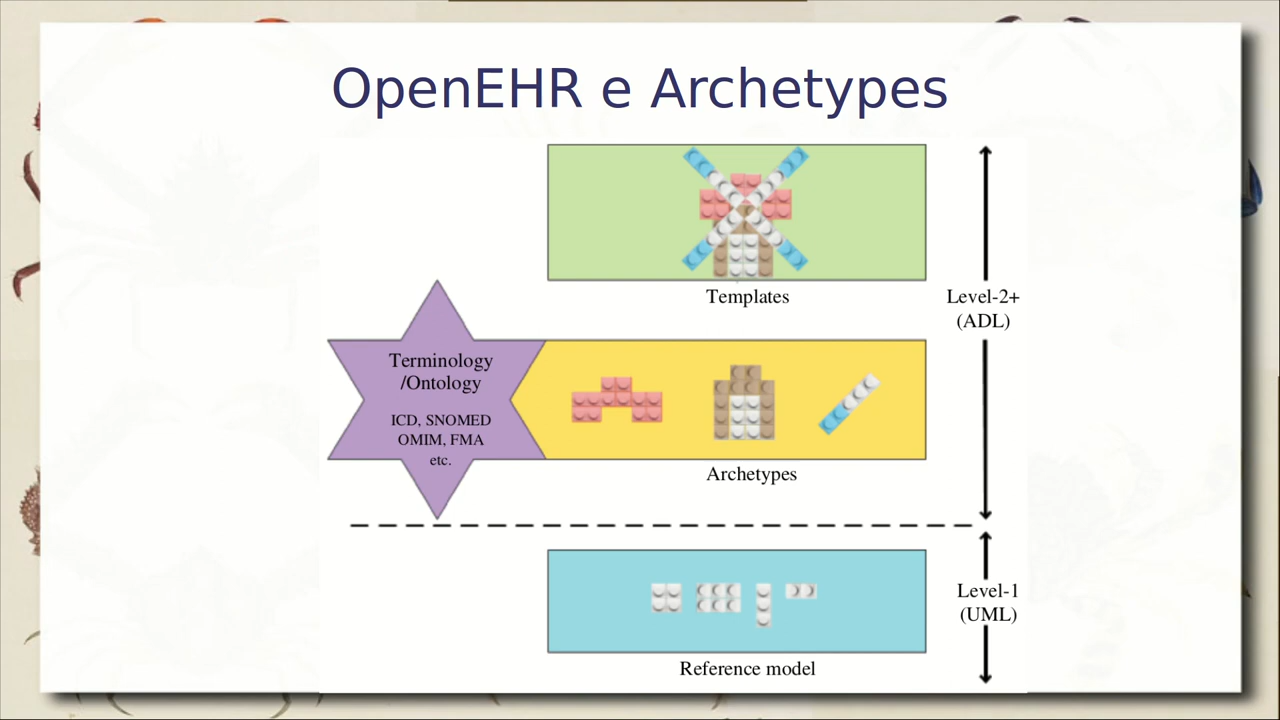 OpenEHR e Archetypes
Templates
Level-2+
(ADL)
Terminology
/Ontology
ICD, SNOMED
OMIM, FMA
etc.
Archetypes
Level-1
(UML)
Reference model